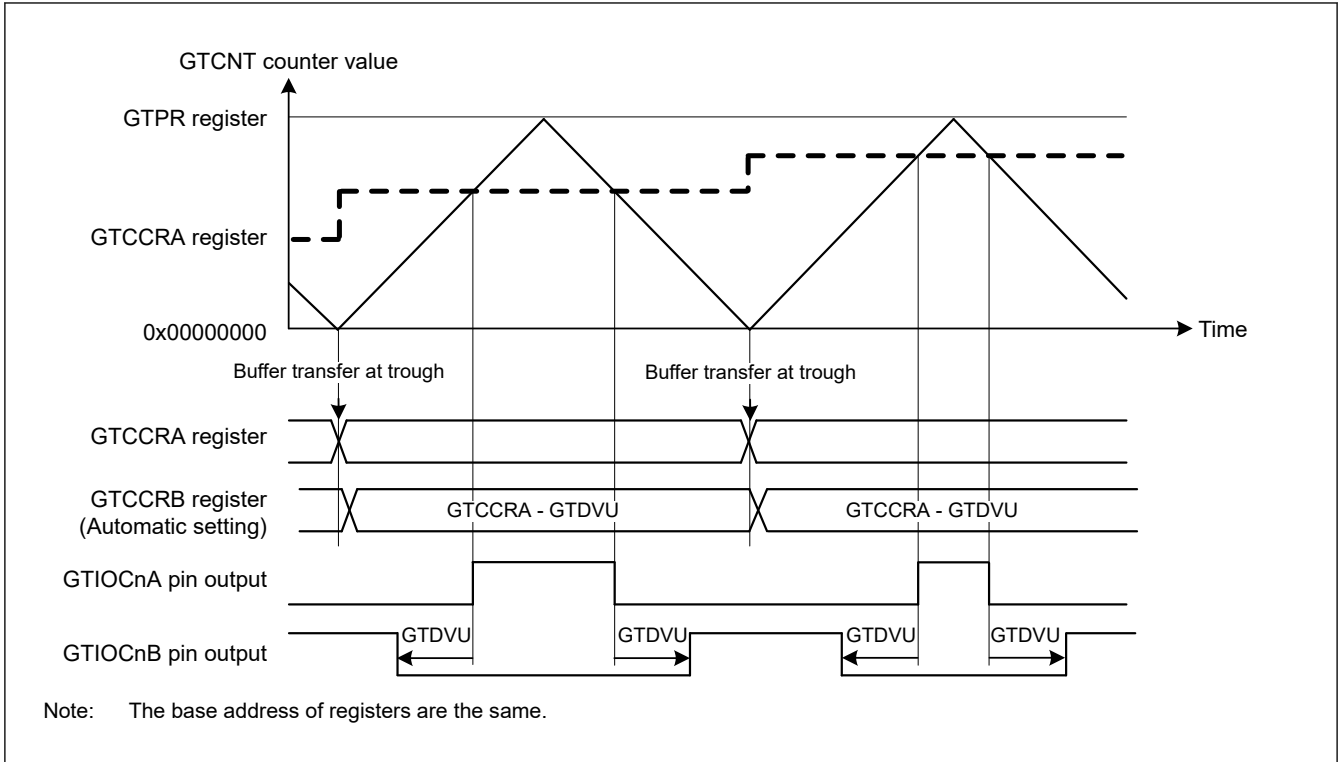 GTCNT counter value
GTPR register
GTCCRA register
0x00000000
Time
Buffer transfer at trough
Buffer transfer at trough
GTCCRA register
GTCCRB register
(Automatic setting)
GTCCRA - GTDVU
GTCCRA - GTDVU
GTIOCnA pin output
GTIOCnB pin output
GTDVU
GTDVU
GTDVU
GTDVU
Note: The base address of registers are the same.